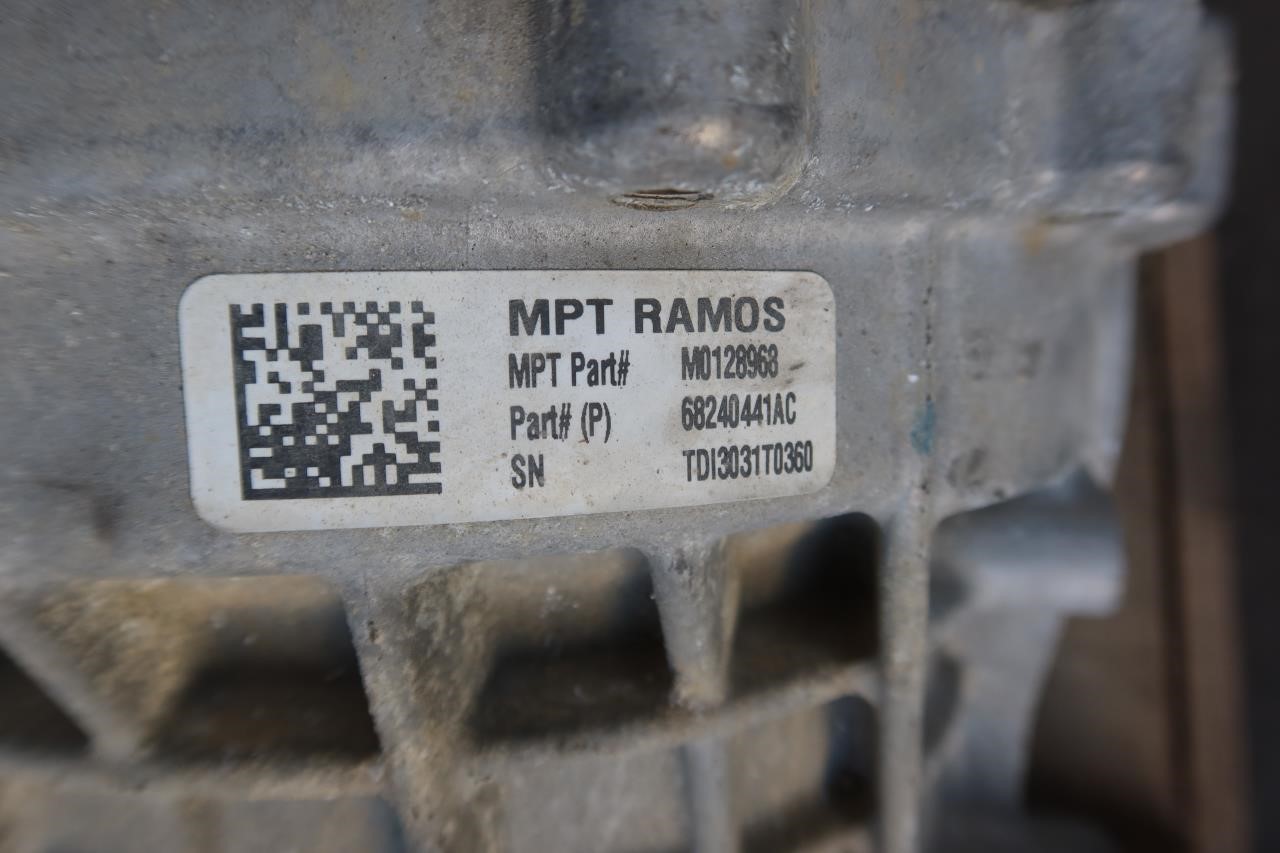 MPT RAMOS
MPT Part# M0128968
Part# (P) 68240441AC
SN TDI3031T0360